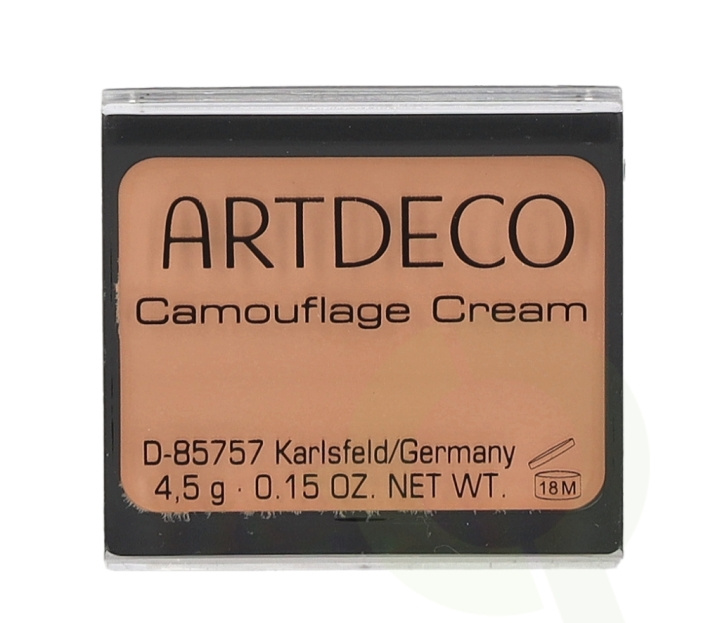 ARTDECO
Camouflage Cream
D-85757 Karlsfeld/Germany
4,5 g · 0.15 OZ. NET WT.
18M